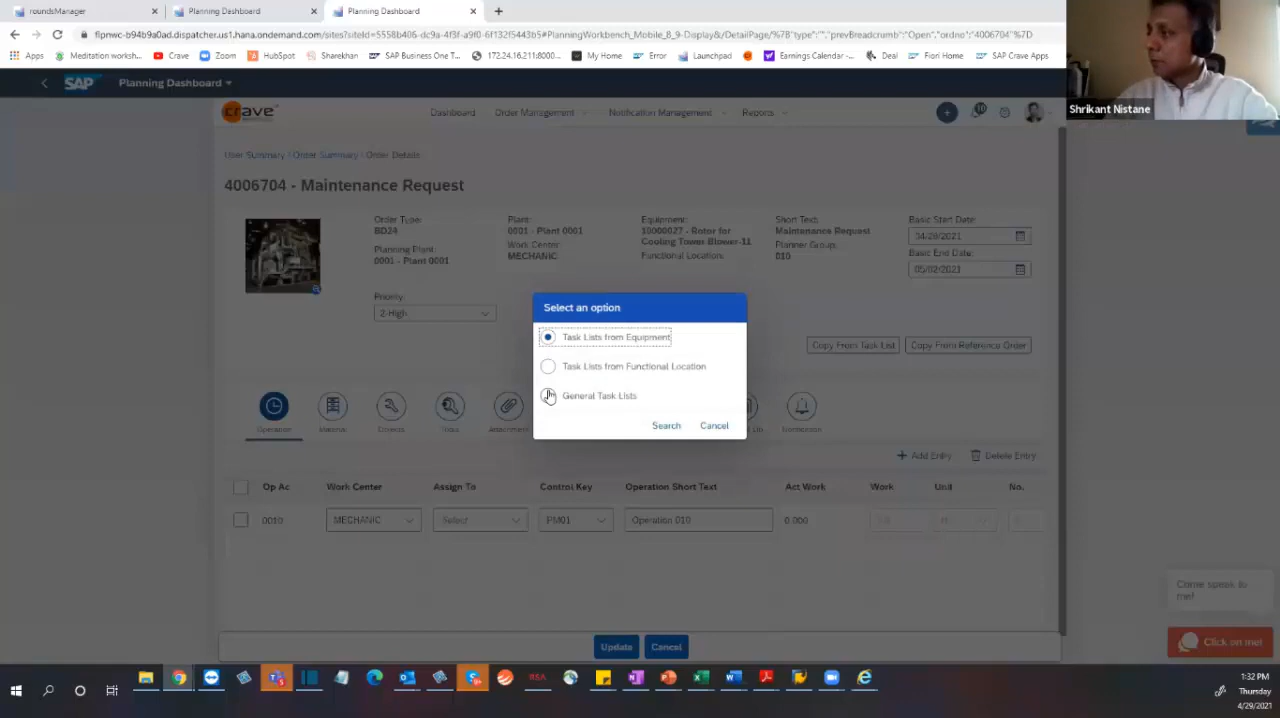 roundsManager
Planning Dashboard
Planning Dashboard
flpnwc-b94b9a0ad.dispatcher.us1.hana.ondemand.com/sites?siteId=5558b406-dc9a-4f3f-a9f0-6f132f5443b5#PlanningWorkbench_Mobile_8_9-Display&/DetailPage/%7B"type":"","prevBreadcrumb":"Open","ordno":"4006704"%7D
Apps
Meditation worksh...
Crave
Zoom
HubSpot
Sharekhan
SAP Business One T...
172.24.16.211:8000...
My Home
Error
Launchpad
Earnings Calendar -...
Deal
Fiori Home
SAP Crave Apps
Shrikant Nistane
SAP
Planning Dashboard
crave
Dashboard
Order Management
Notification Management
Reports
User Summary / Order Summary / Order Details
4006704 - Maintenance Request
Order Type:
BD24
Planning Plant:
0001 - Plant 0001
Plant:
0001 - Plant 0001
Work Center:
MECHANIC
Equipment:
10000027 - Rotor for
Cooling Tower Blower-11
Functional Location:
Short Text:
Maintenance Request
Planner Group:
010
Basic Start Date:
04/29/2021
Basic End Date:
05/02/2021
Priority
2-High
Copy From Task List
Copy From Reference Order
Select an option
Task Lists from Equipment
Task Lists from Functional Location
General Task Lists
Search
Cancel
Operation
Material
Objects
Tools
Attachment
Add Entry
Delete Entry
Op Ac
Work Center
Assign To
Control Key
Operation Short Text
Act Work
Work
Unit
No.
0010
MECHANIC
Select
PM01
Operation 010
0.000
Come speak to
me!
Click on me!
Update
Cancel
1:32 PM
Thursday
4/29/2021